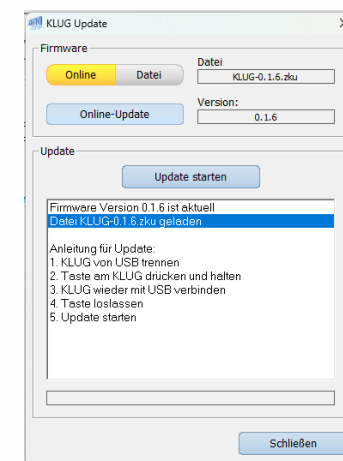 KLUG Update
Firmware
Online Datei
Datei
KLUG-0.1.6.zku
Online-Update
Version:
0.1.6
Update
Update starten
Firmware Version 0.1.6 ist aktuell
Datei KLUG-0.1.6.zku geladen
Anleitung für Update:
1. KLUG von USB trennen
2. Taste am KLUG drücken und halten
3. KLUG wieder mit USB verbinden
4. Taste loslassen
5. Update starten
Schließen